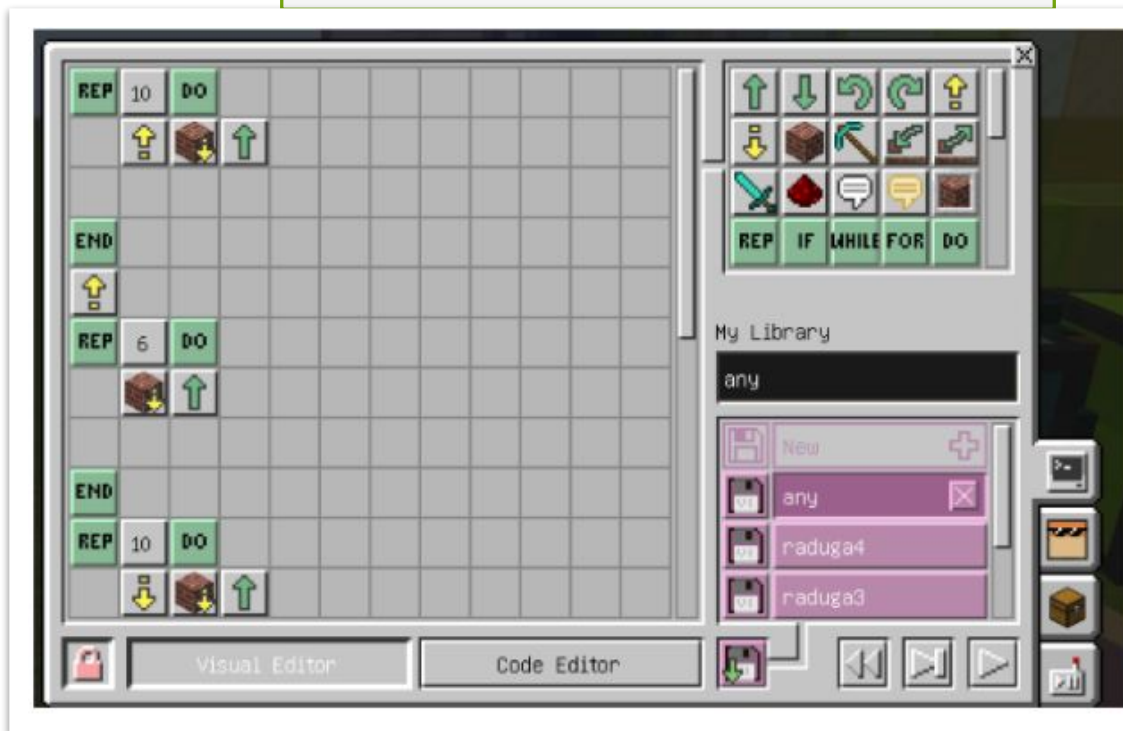 REP 10 DO
END
REP 6 DO
END
REP 10 DO
REP IF WHILE FOR DO
My Library
any
New
any
raduga4
raduga3
Visual Editor
Code Editor